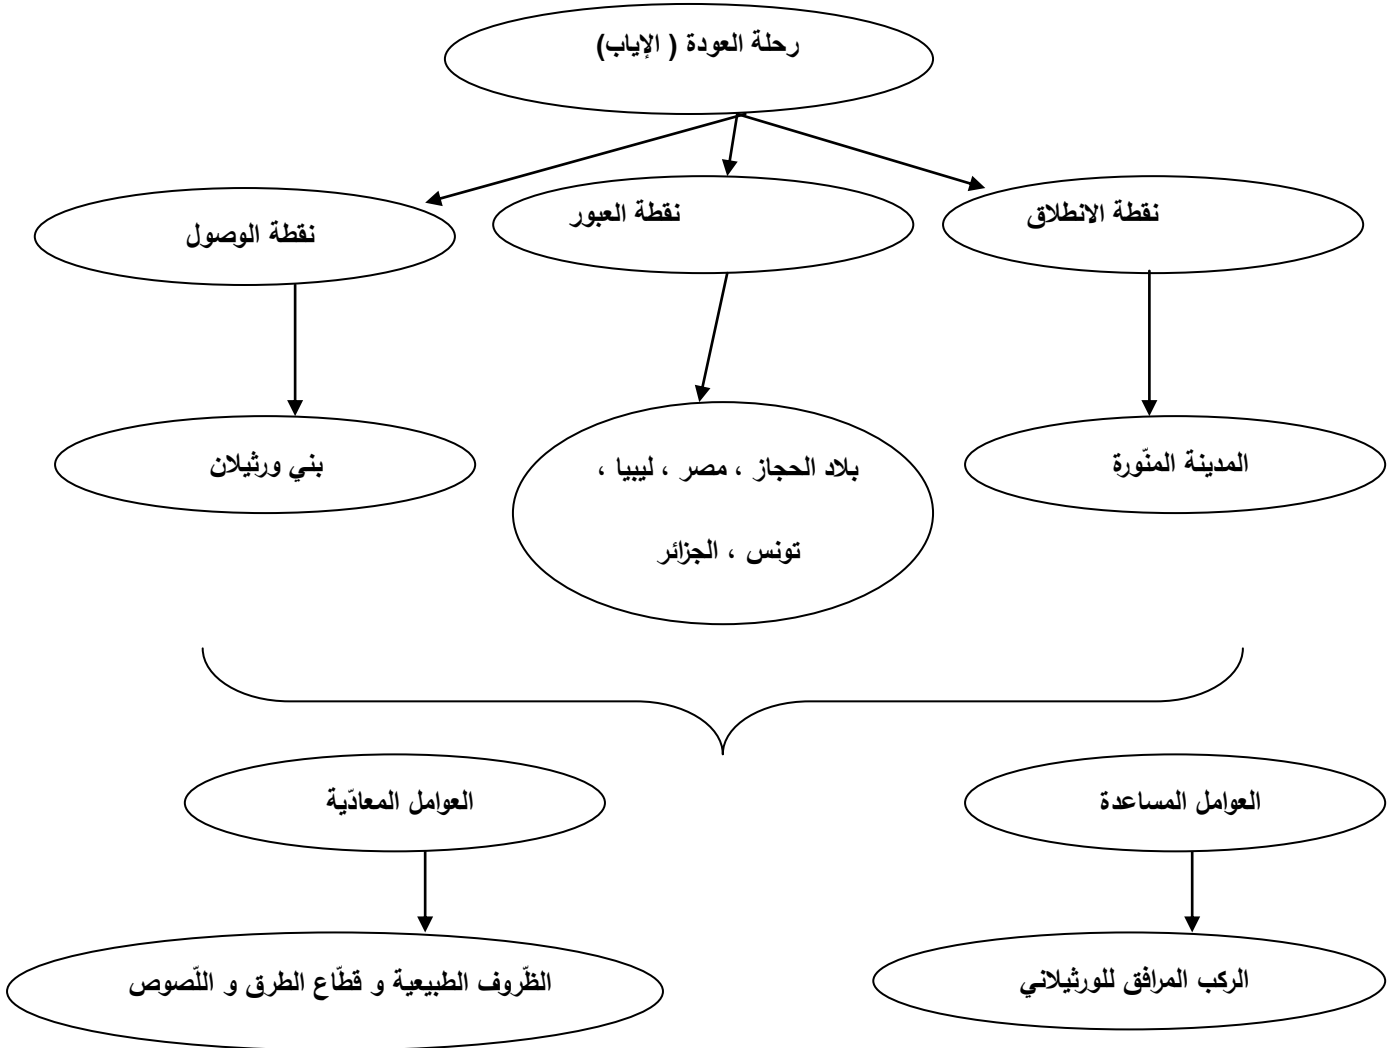 رحلة العودة ( الإياب)
نقطة الانطلاق
نقطة العبور
نقطة الوصول
المدينة المنّورة
بلاد الحجاز ، مصر ، ليبيا ،
تونس ، الجزائر
بني ورثيلان
العوامل المساعدة
العوامل المعادّية
الركب المرافق للورثيلاني
الظّروف الطبيعية و قطّاع الطرق و اللّصوص